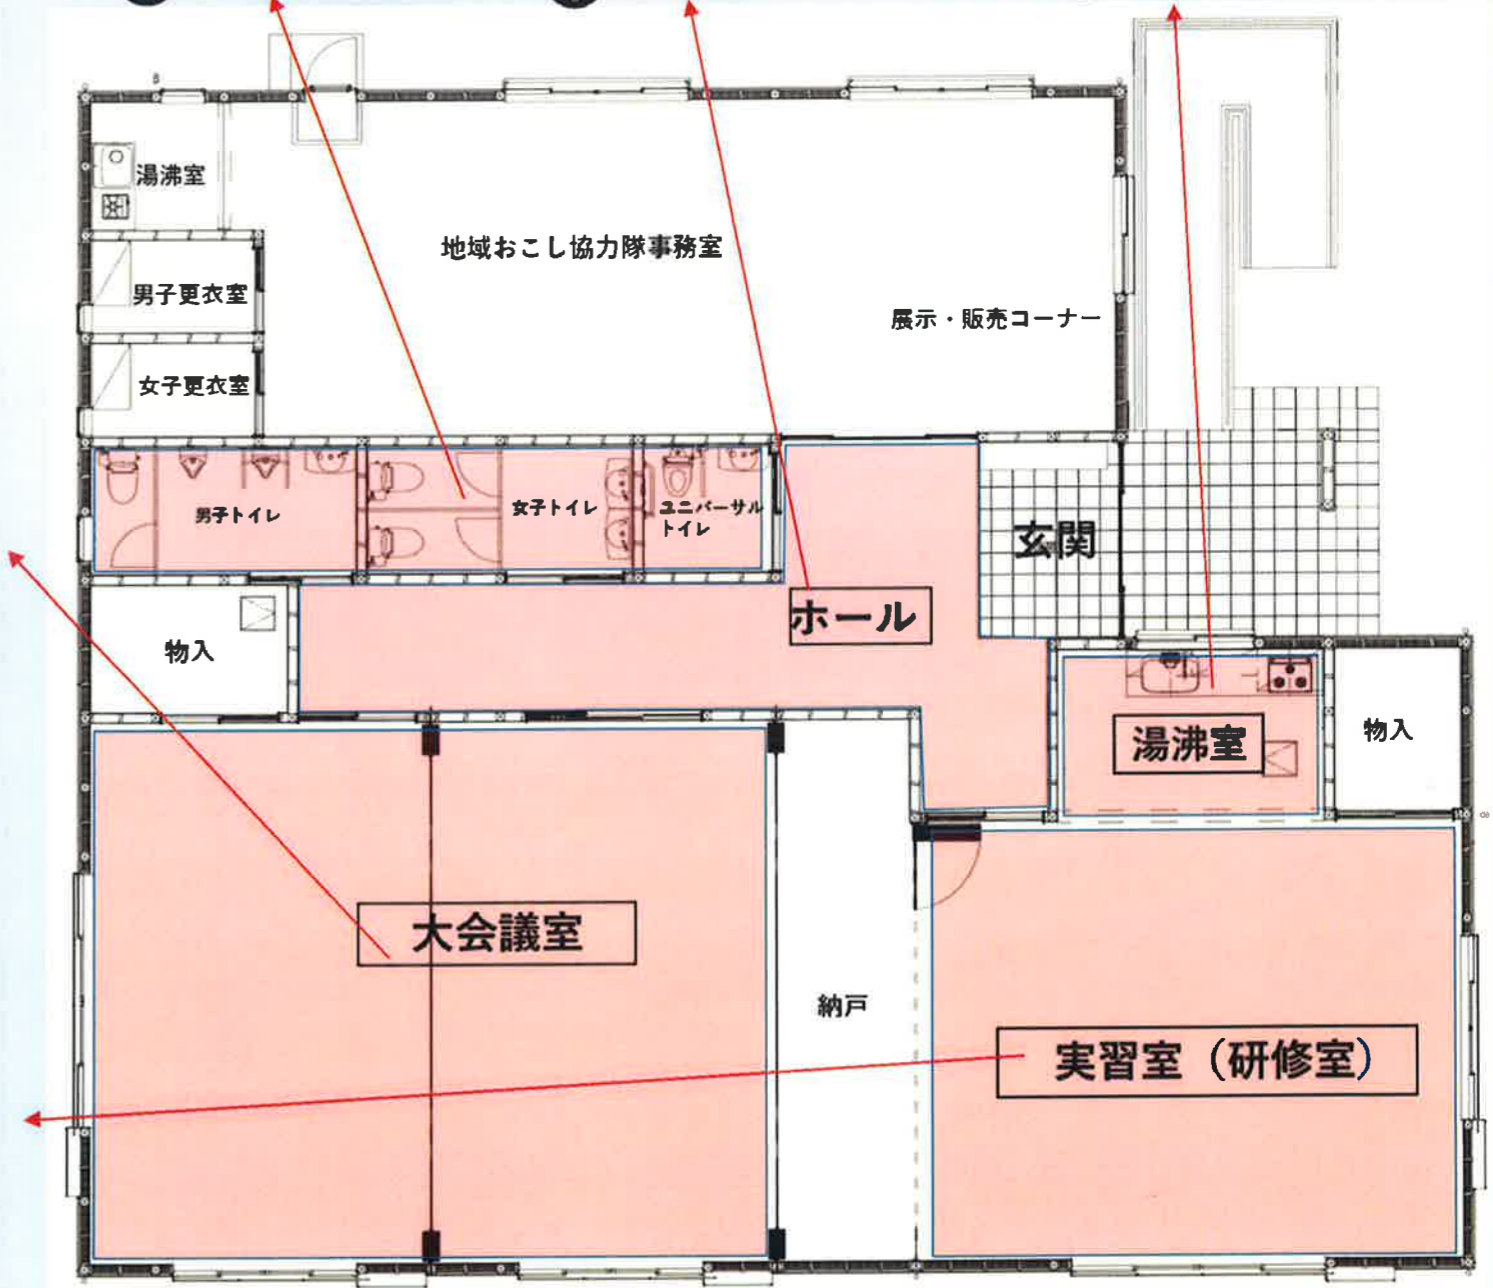 湯沸室
地域おこし協力隊事務室
男子更衣室
展示・販売コーナー
女子更衣室
男子トイレ
女子トイレ
ユニバーサル
トイレ
玄関
ホール
物入
湯沸室
物入
大会議室
納戸
実習室（研修室）